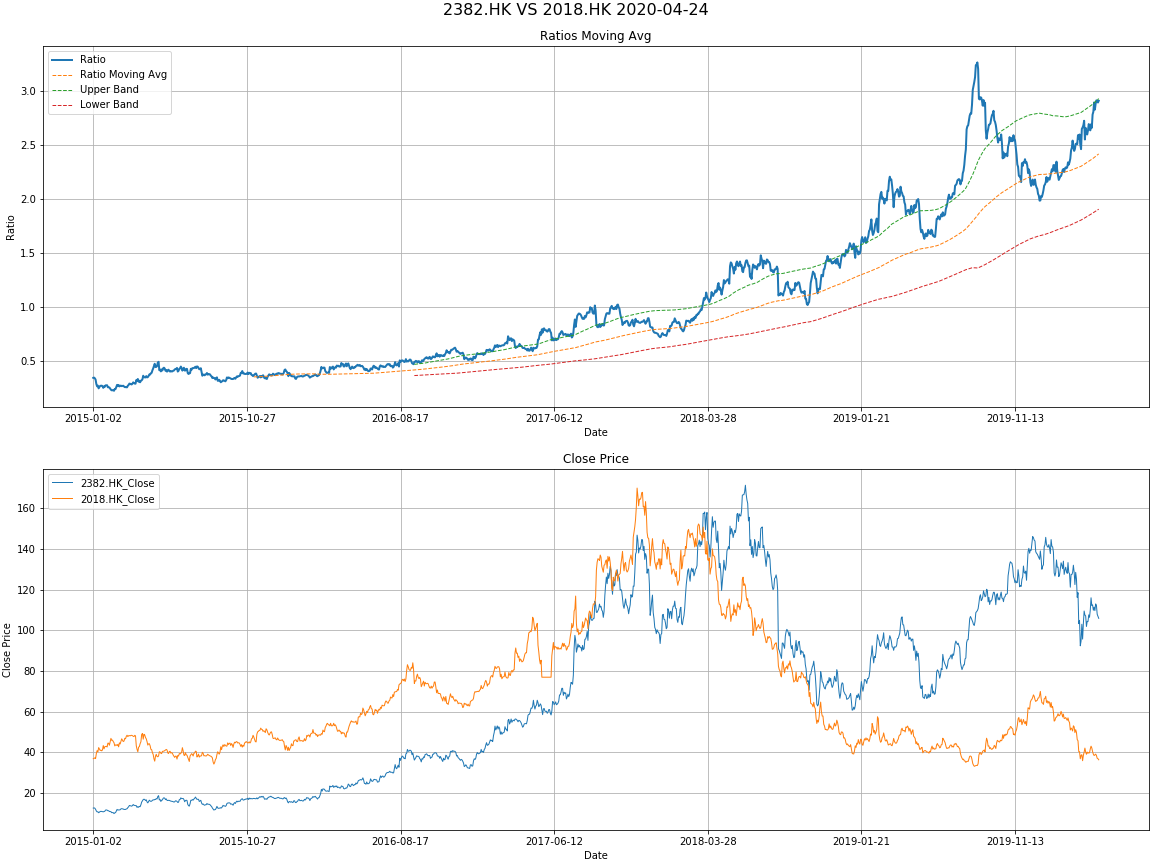 2382.HK VS 2018.HK 2020-04-24
Ratios Moving Avg
Ratio
Ratio Moving Avg
Upper Band
Lower Band
3.0
2.5
2.0
1.5
1.0
0.5
Ratio
2015-01-02 2015-10-27 2016-08-17 2017-06-12 2018-03-28 2019-01-21 2019-11-13
Date
Close Price
2382.HK_Close
2018.HK_Close
160
140
120
100
80
60
40
20
Close Price
2015-01-02 2015-10-27 2016-08-17 2017-06-12 2018-03-28 2019-01-21 2019-11-13
Date